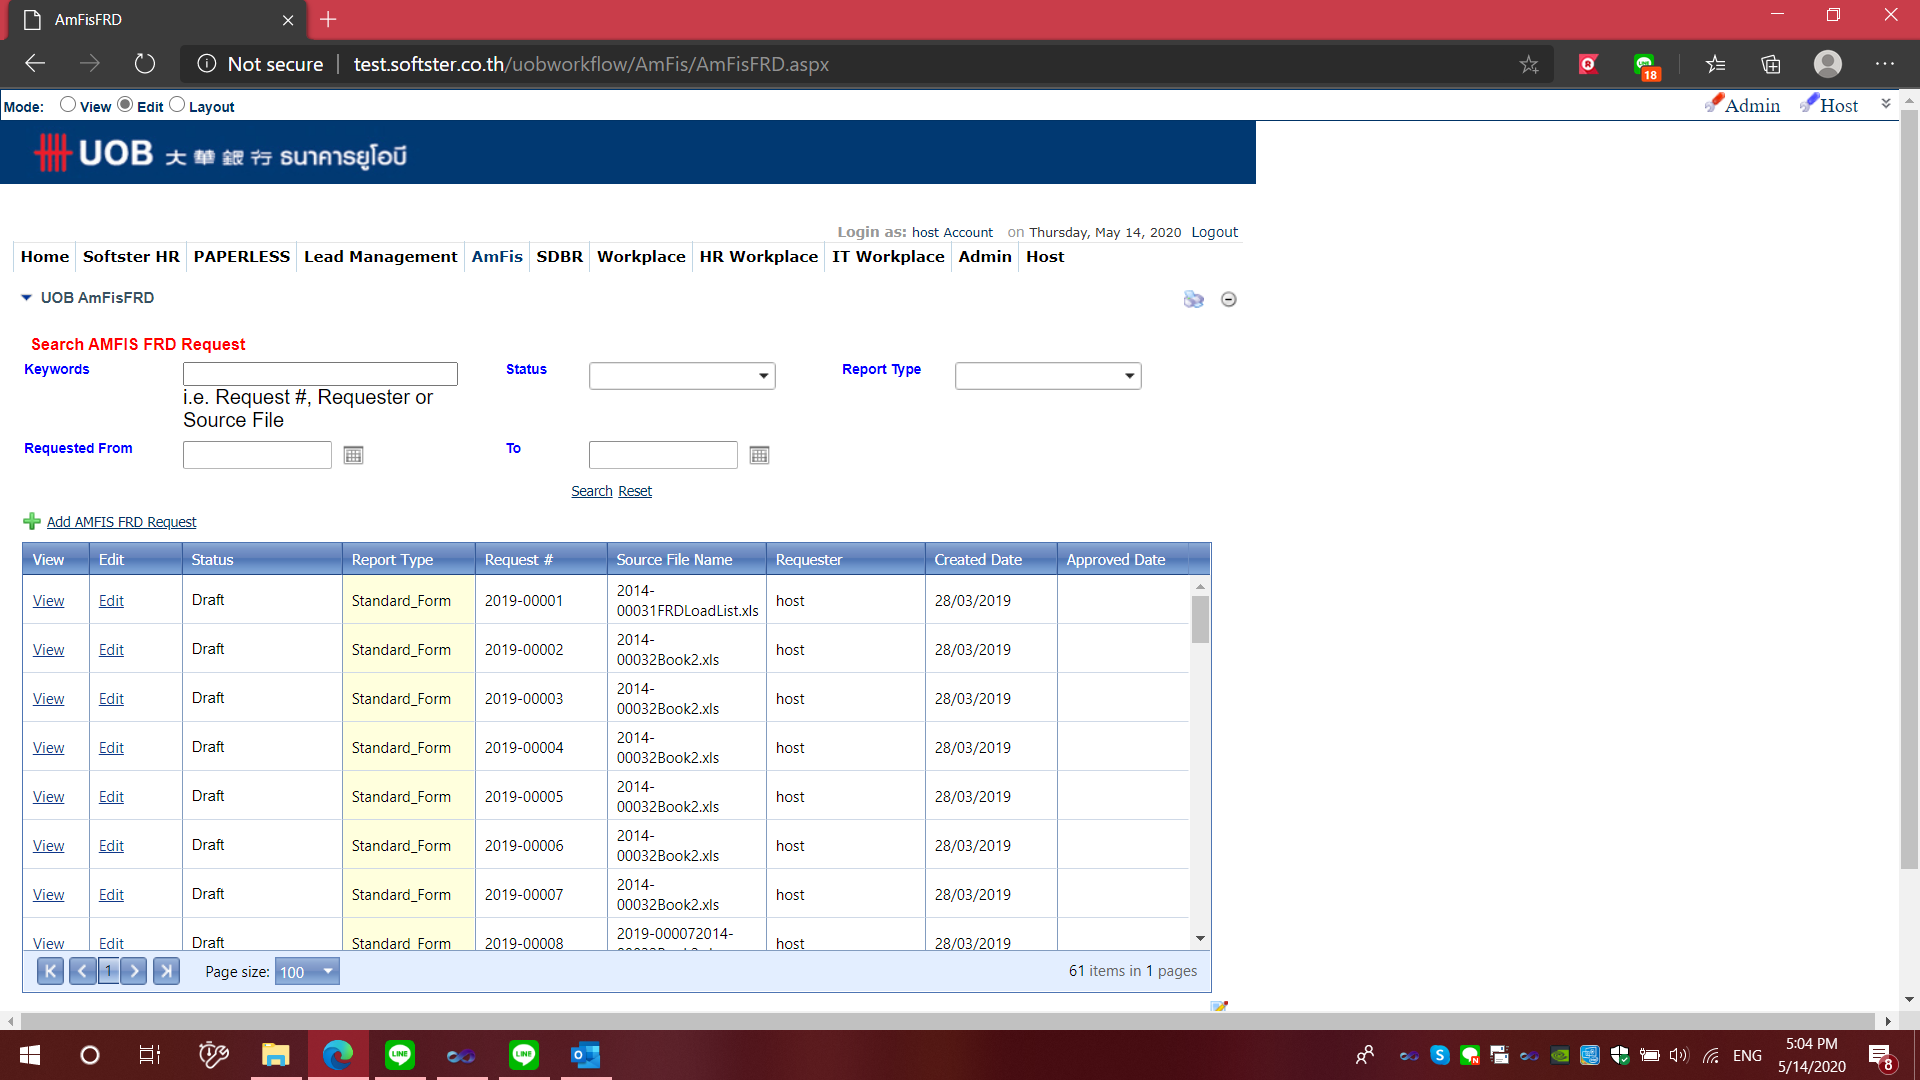 AmFisFRD
Not secure | test.softster.co.th/uobworkflow/AmFis/AmFisFRD.aspx
18
Mode: View Edit Layout
Admin Host
UOB 大華銀行 ธนาคารยูโอบี
Login as: host Account on Thursday, May 14, 2020 Logout
Home Softster HR PAPERLESS Lead Management AmFis SDBR Workplace HR Workplace IT Workplace Admin Host
UOB AmFisFRD
Search AMFIS FRD Request
Keywords Status Report Type
i.e. Request #, Requester or
Source File
Requested From To
Search Reset
Add AMFIS FRD Request
View Edit Status Report Type Request # Source File Name Requester Created Date Approved Date
View Edit Draft Standard_Form 2019-00001 2014-
00031FRDLoadList.xls host 28/03/2019
View Edit Draft Standard_Form 2019-00002 2014-
00032Book2.xls host 28/03/2019
View Edit Draft Standard_Form 2019-00003 2014-
00032Book2.xls host 28/03/2019
View Edit Draft Standard_Form 2019-00004 2014-
00032Book2.xls host 28/03/2019
View Edit Draft Standard_Form 2019-00005 2014-
00032Book2.xls host 28/03/2019
View Edit Draft Standard_Form 2019-00006 2014-
00032Book2.xls host 28/03/2019
View Edit Draft Standard_Form 2019-00007 2014-
00032Book2.xls host 28/03/2019
View Edit Draft Standard_Form 2019-00008 2019-000072014-
host 28/03/2019
1 Page size: 100 61 items in 1 pages
LINE LINE
ENG
5:04 PM
5/14/2020
8